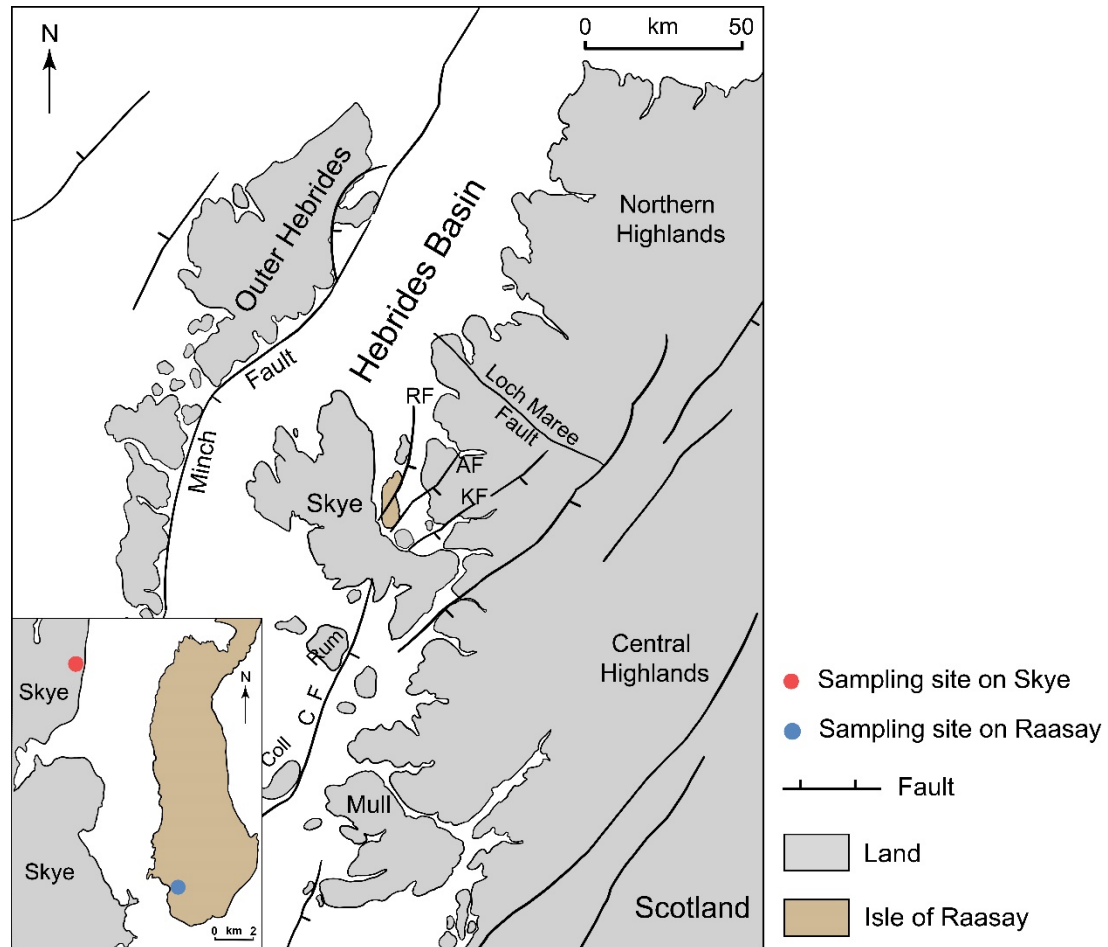 N
0 km 50
Outer Hebrides
Hebrides Basin
Northern
Highlands
Minch
Fault
Loch Maree
Fault
RF
AF
KF
Skye
Rum
C F
Coll
Mull
Central
Highlands
Scotland
Skye
Skye
N
0 km 2
Sampling site on Skye
Sampling site on Raasay
Fault
Land
Isle of Raasay